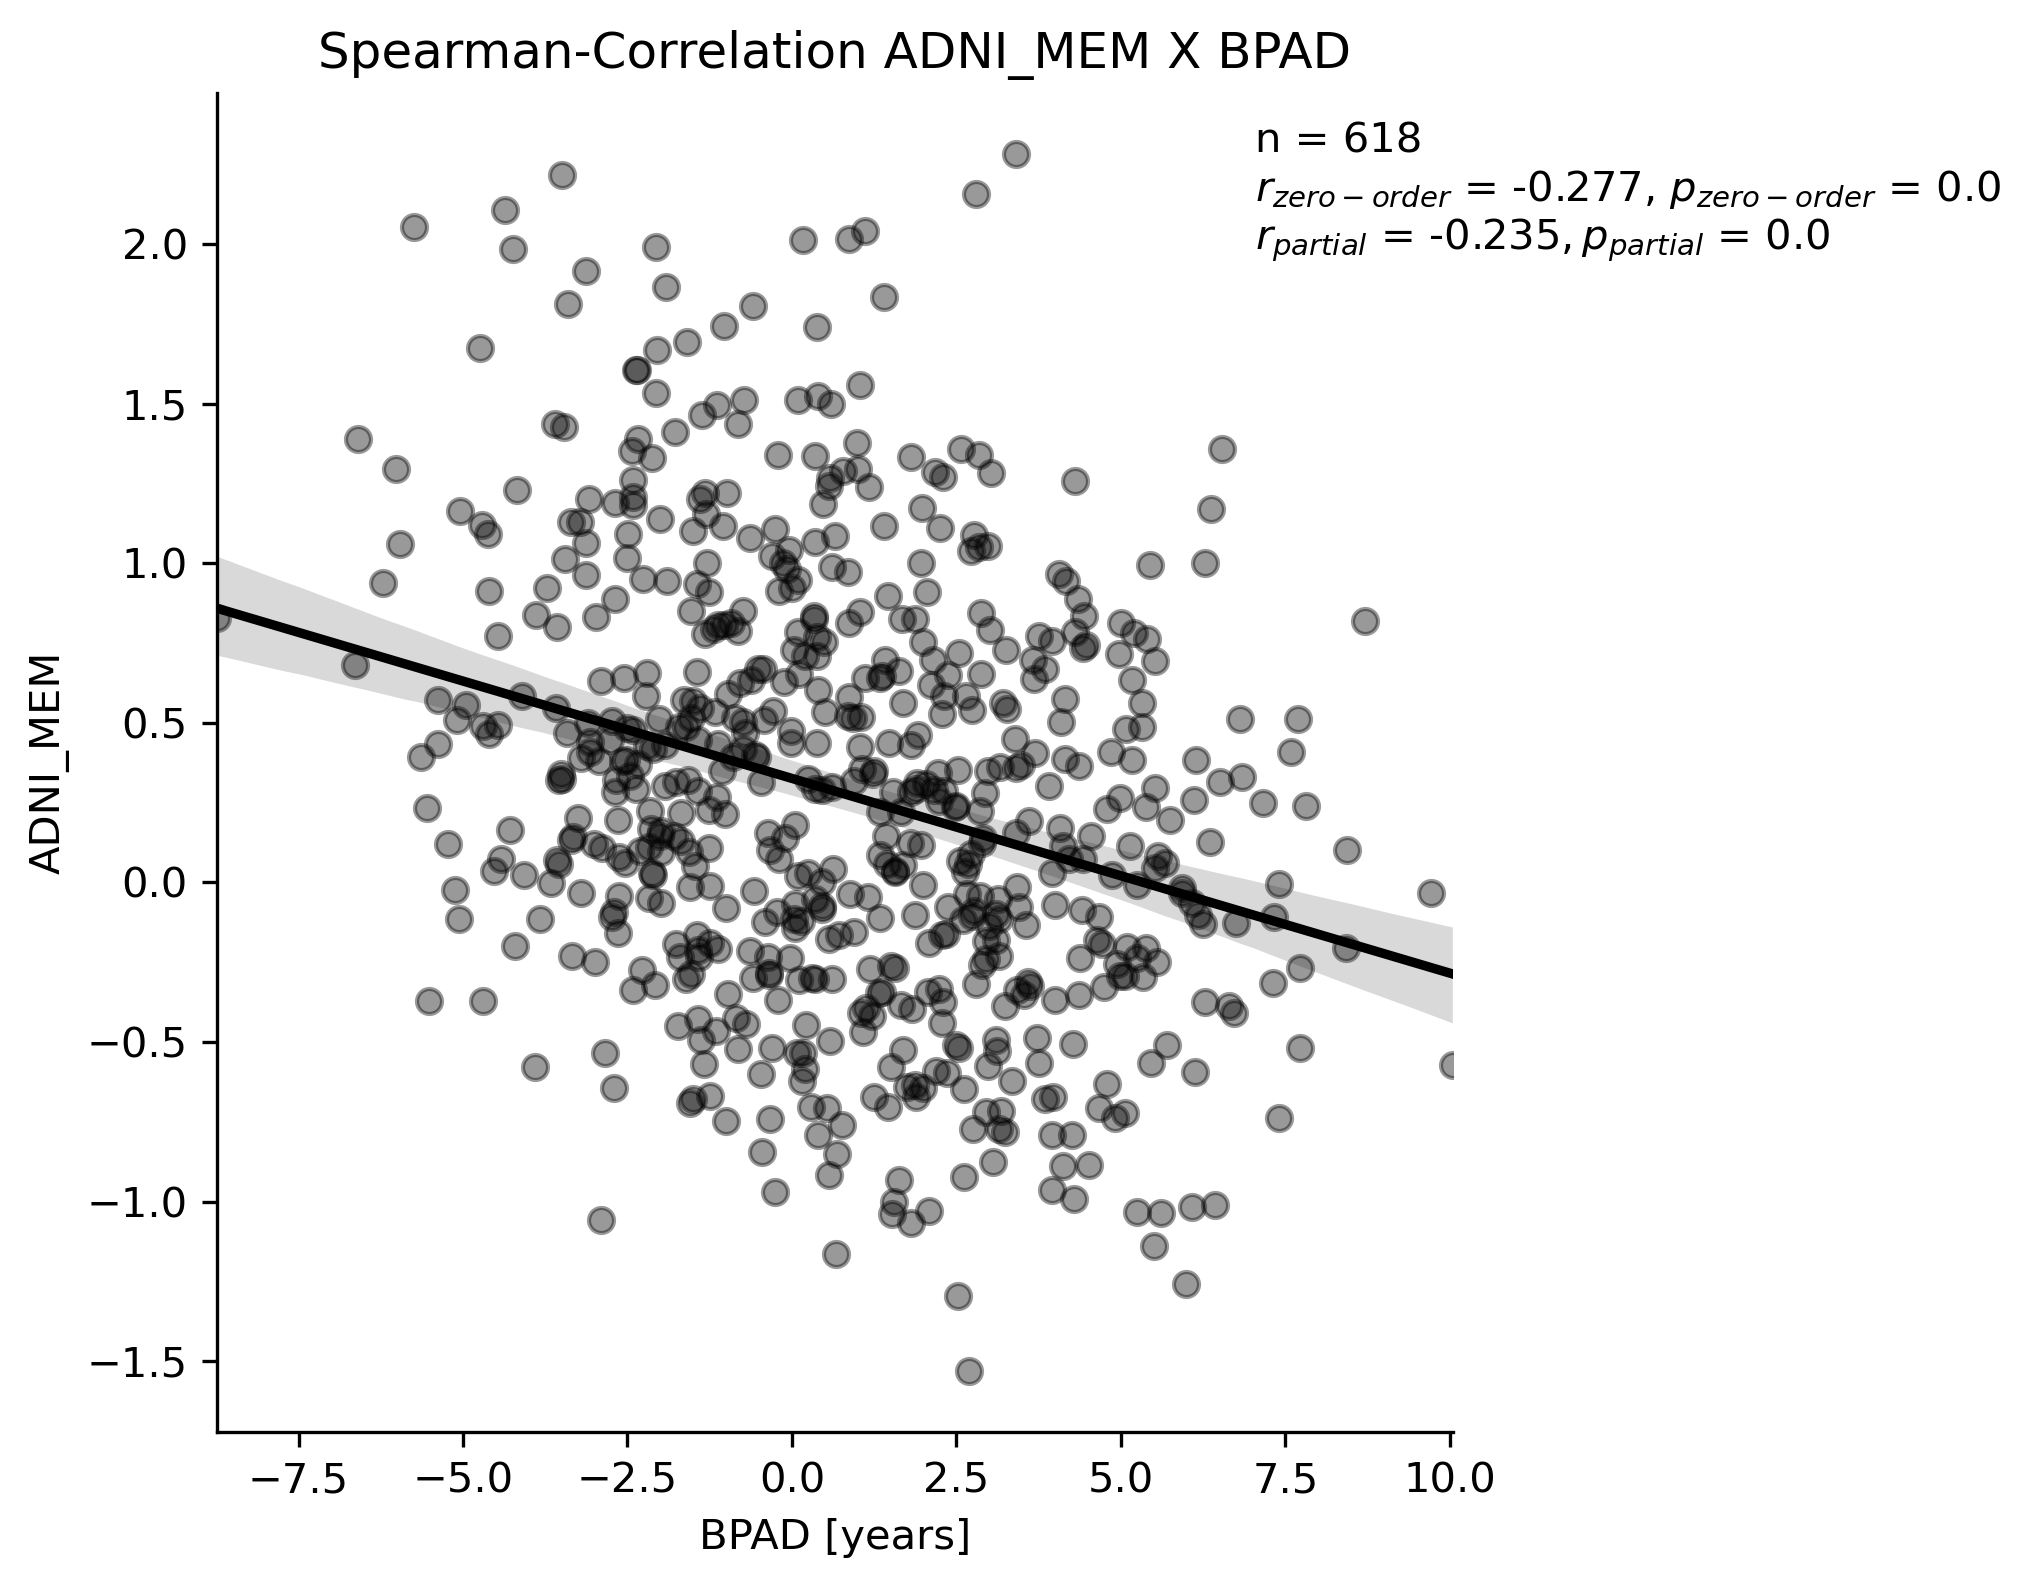 Spearman-Correlation ADNI_MEM X BPAD
n = 618
r_zero−order = -0.277, p_zero−order = 0.0
r_partial = -0.235, p_partial = 0.0
ADNI_MEM
2.0
1.5
1.0
0.5
0.0
−0.5
−1.0
−1.5
−7.5 −5.0 −2.5 0.0 2.5 5.0 7.5 10.0
BPAD [years]